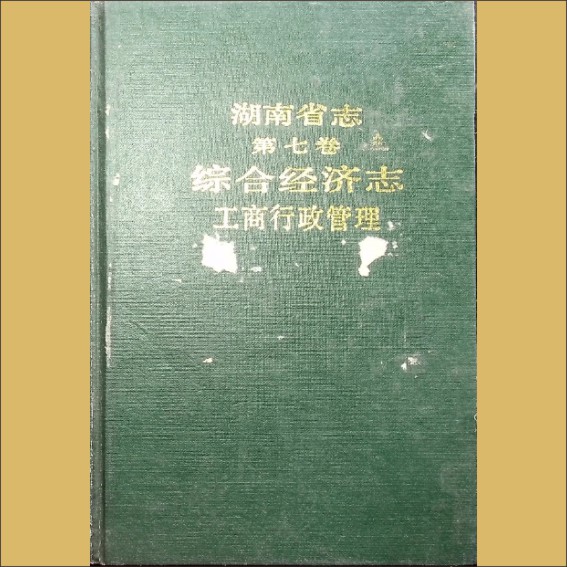 湖南省志
第七卷
综合经济志
工商行政管理